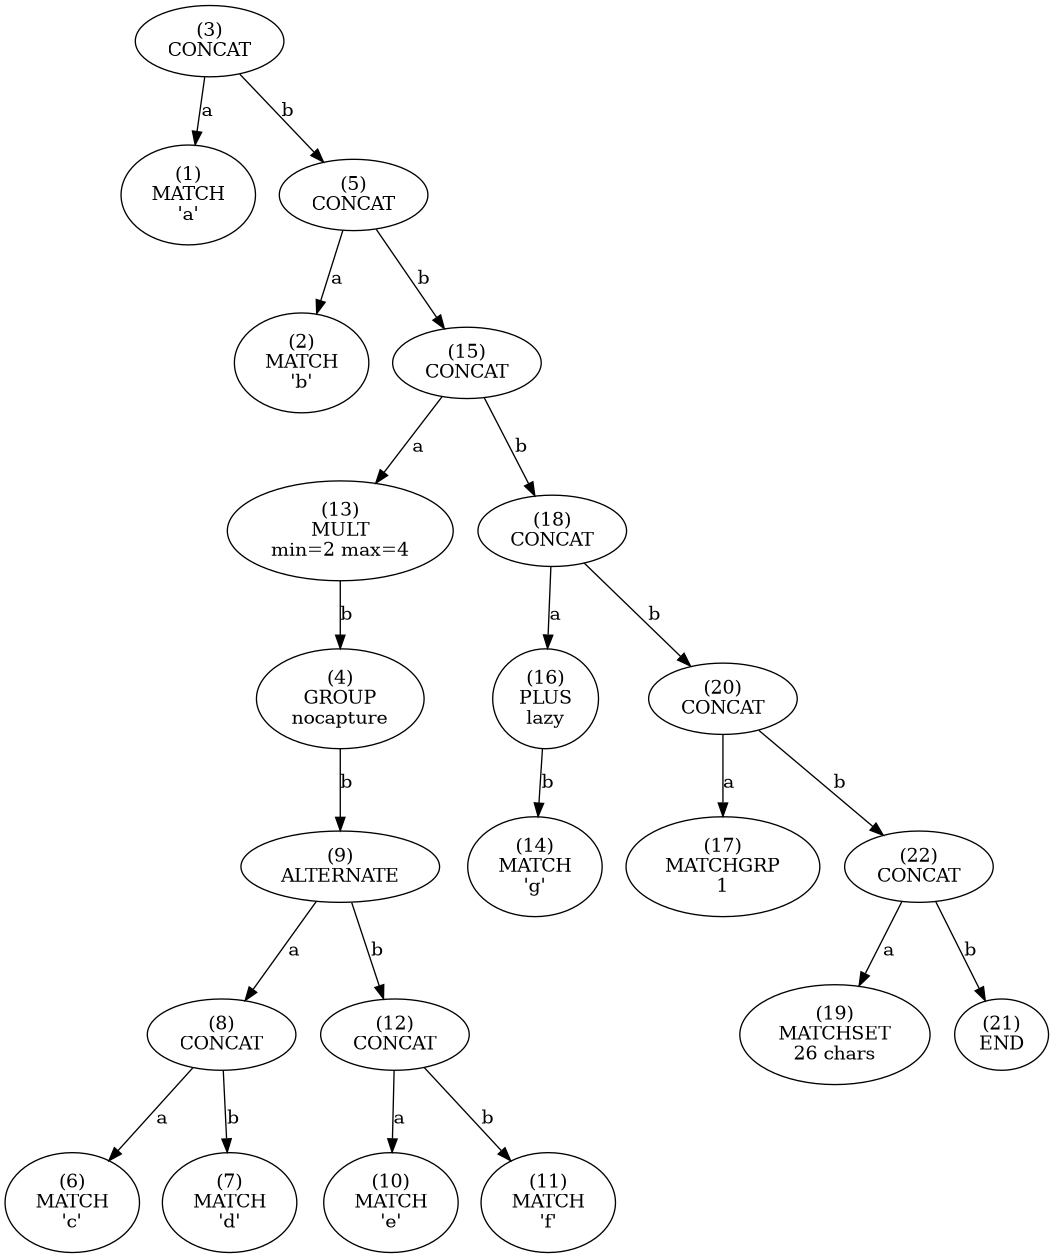 (3)
CONCAT
a
b
(1)
MATCH
'a'
(5)
CONCAT
a
b
(2)
MATCH
'b'
(15)
CONCAT
a
b
(13)
MULT
min=2 max=4
(18)
CONCAT
b
a
b
(4)
GROUP
nocapture
(16)
PLUS
lazy
(20)
CONCAT
b
b
a
b
(9)
ALTERNATE
(14)
MATCH
'g'
(17)
MATCHGRP
1
(22)
CONCAT
a
b
a
b
(8)
CONCAT
(12)
CONCAT
(19)
MATCHSET
26 chars
(21)
END
a
b
a
b
(6)
MATCH
'c'
(7)
MATCH
'd'
(10)
MATCH
'e'
(11)
MATCH
'f'